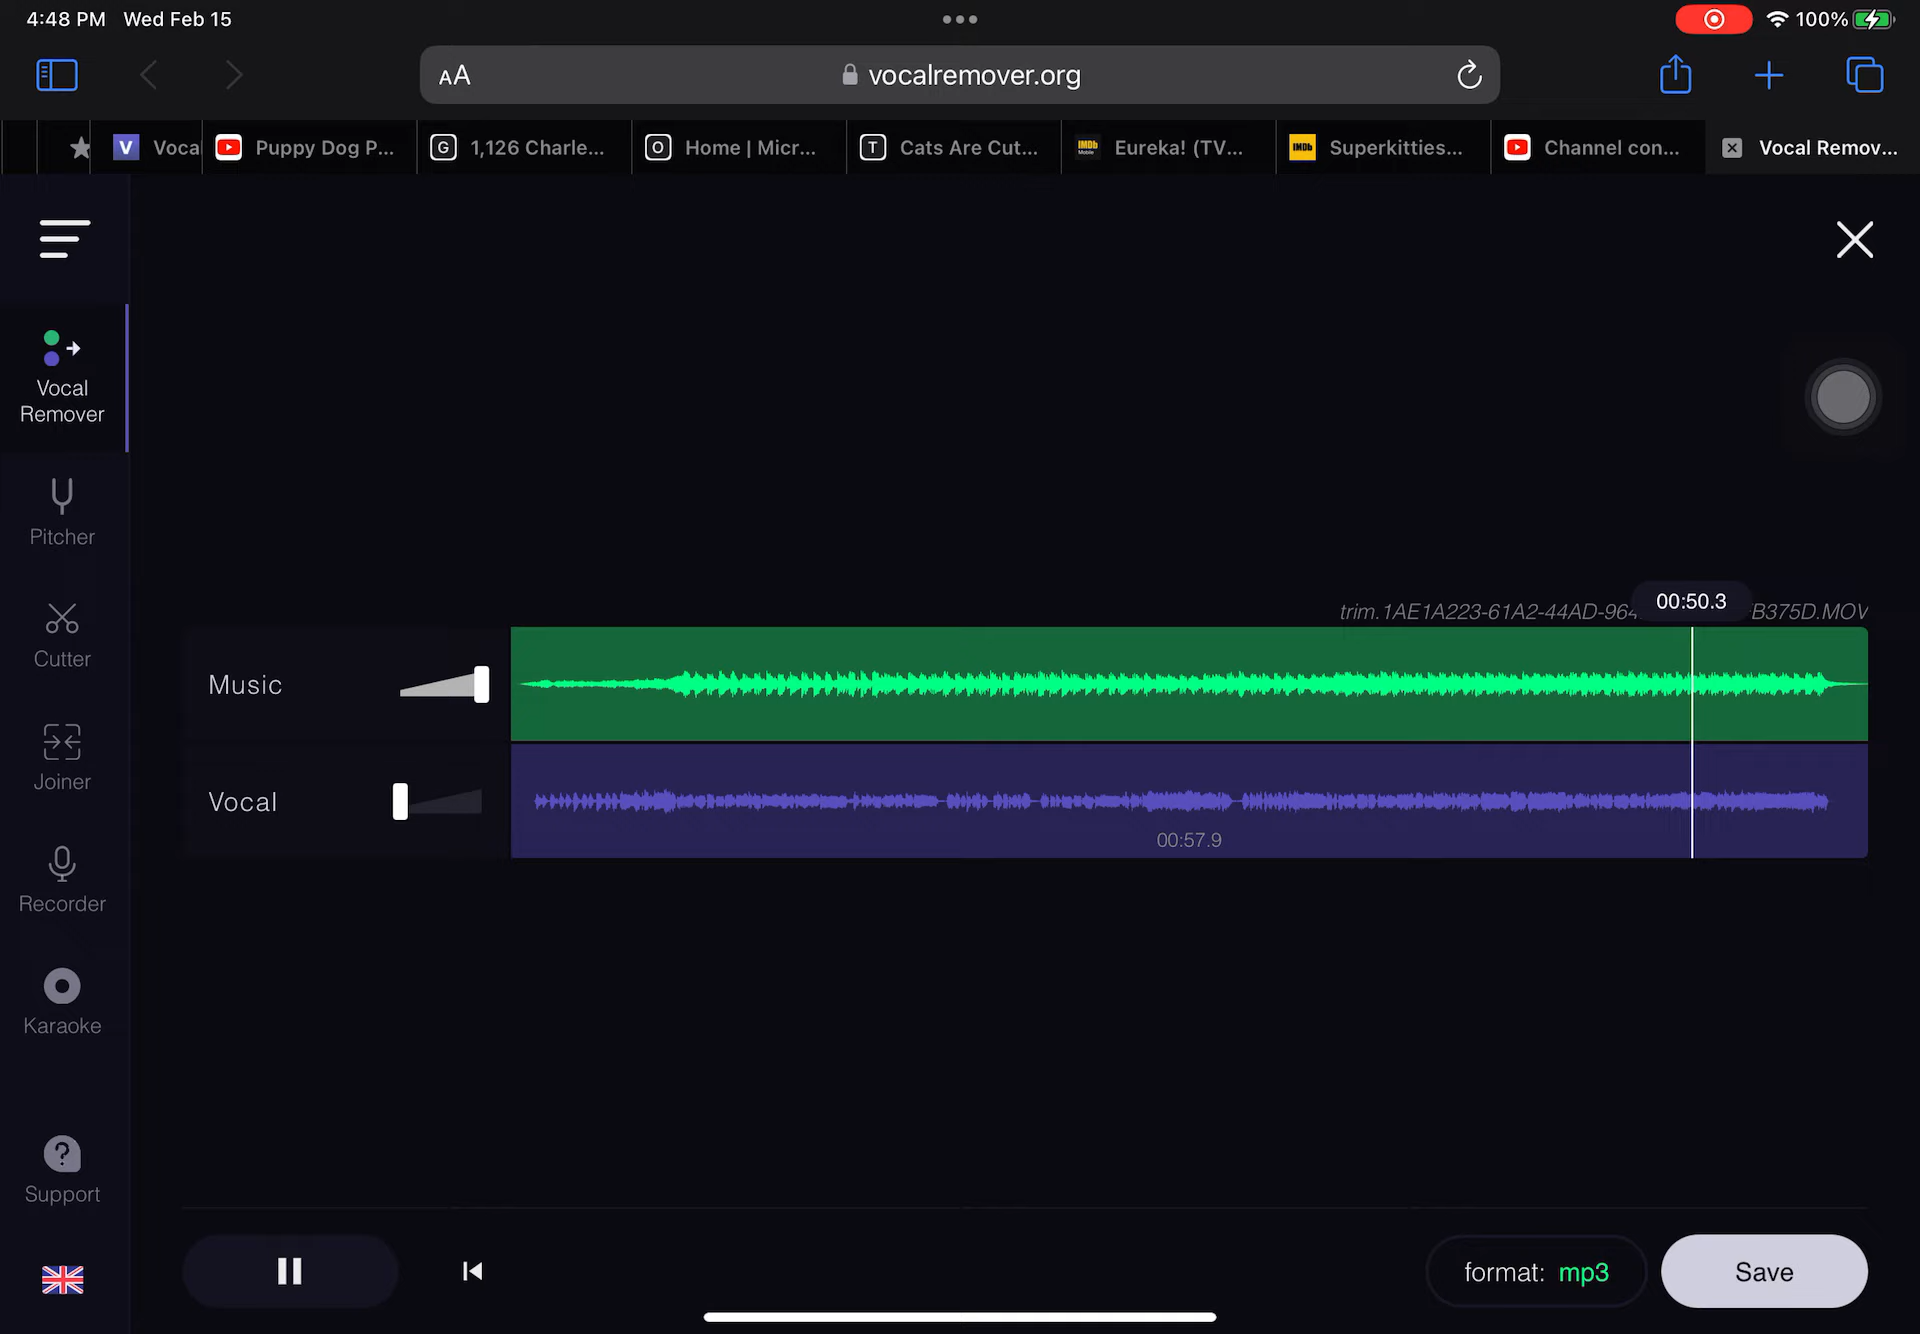 4:48 PM Wed Feb 15
100%
AA vocalremover.org
V Voca
Puppy Dog P...
G 1,126 Charle...
O Home | Micr...
T Cats Are Cut...
IMDb Eureka! (TV...
IMDb Superkitties...
Channel con...
Vocal Remov...
Vocal
Remover
Pitcher
Cutter
Joiner
Recorder
Karaoke
Support
00:50.3
trim.1AE1A223-61A2-44AD-964
B375D.MOV
Music
Vocal
00:57.9
format: mp3
Save